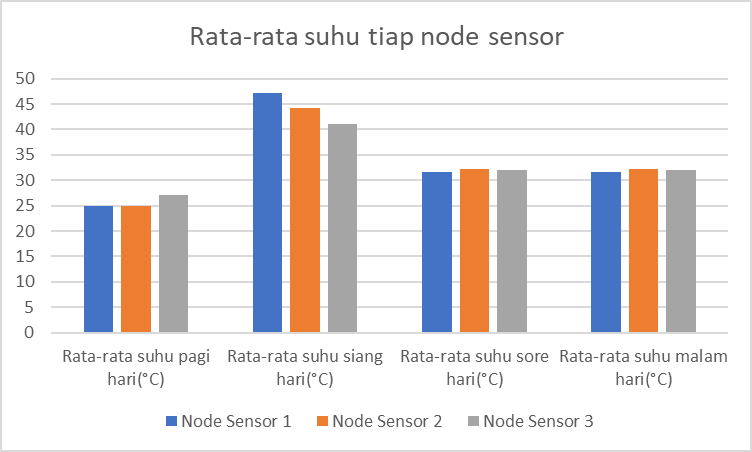 Rata-rata suhu tiap node sensor
50
45
40
35
30
25
20
15
10
5
0
Rata-rata suhu pagi hari(°C)
Rata-rata suhu siang hari(°C)
Rata-rata suhu sore hari(°C)
Rata-rata suhu malam hari(°C)
Node Sensor 1
Node Sensor 2
Node Sensor 3